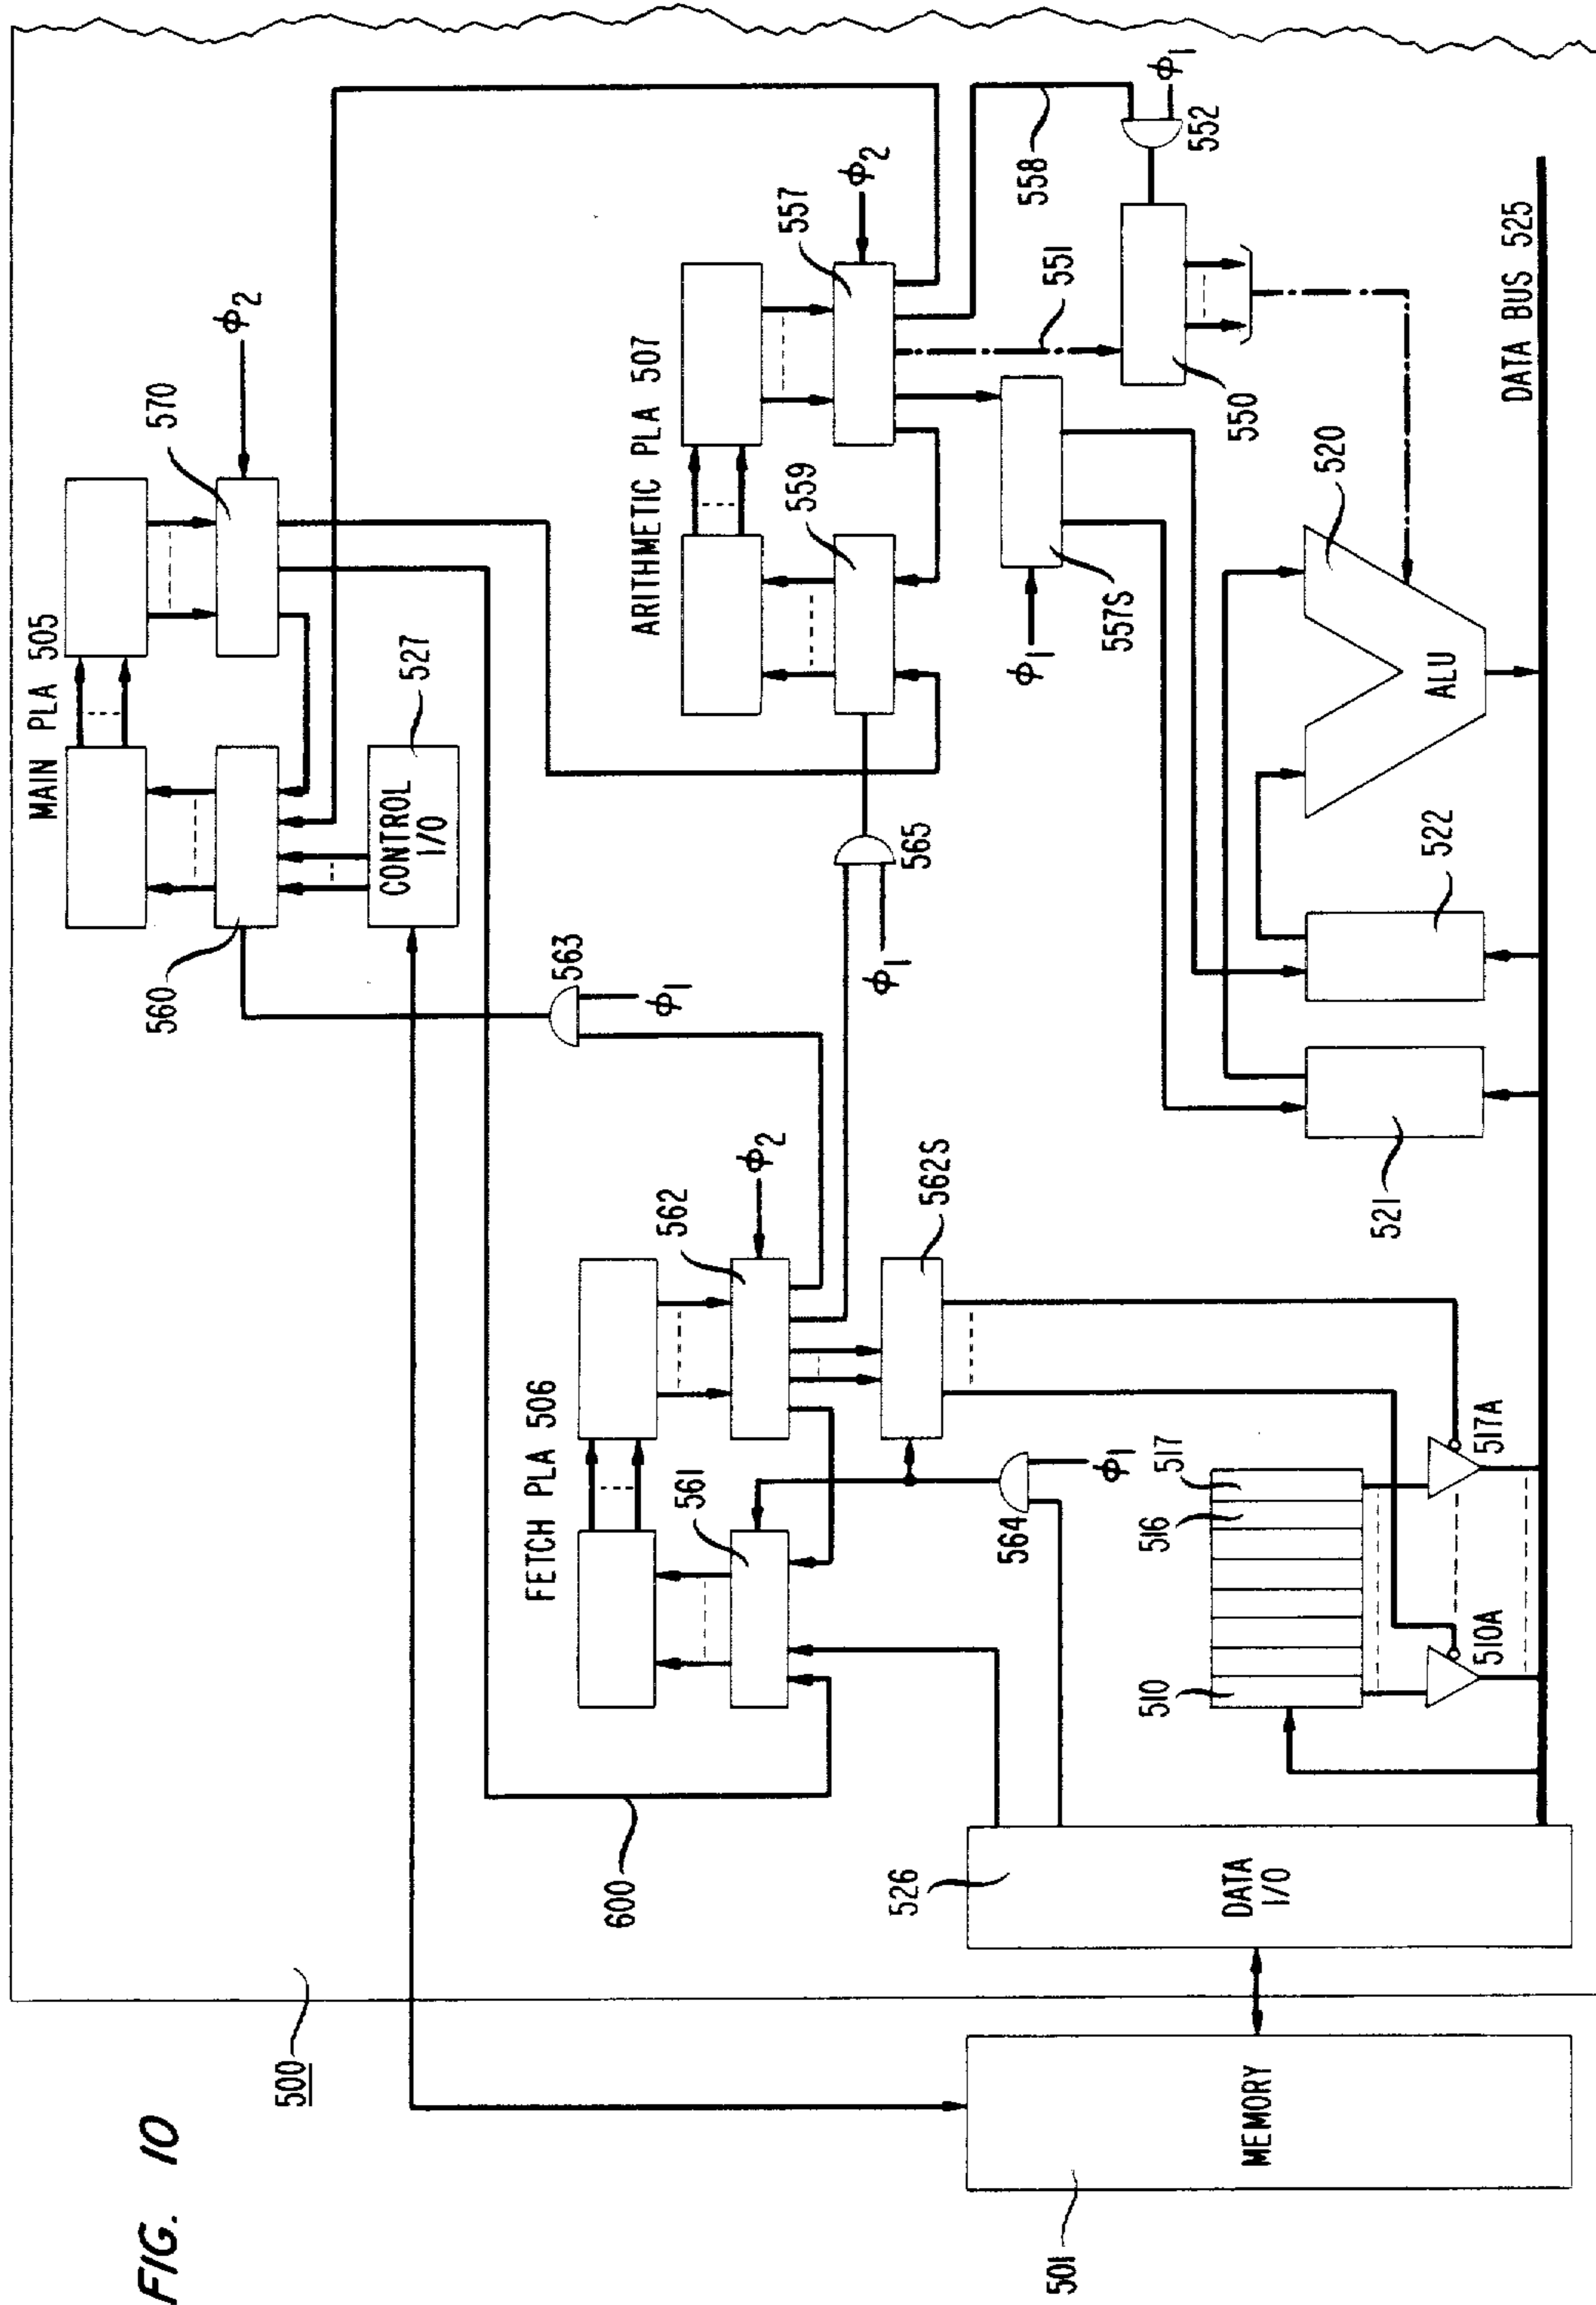 FIG. 10
500
501
MEMORY
526
DATA
I/O
600
MAIN PLA 505
570
Φ2
560
527
CONTROL
I/O
563
Φ1
FETCH PLA 506
562
Φ2
561
562S
564
Φ1
ARITHMETIC PLA 507
557
Φ2
559
565
Φ1
557S
Φ1
551
558
552
Φ1
550
510
516
517
510A
517A
521
522
520
ALU
DATA BUS 525